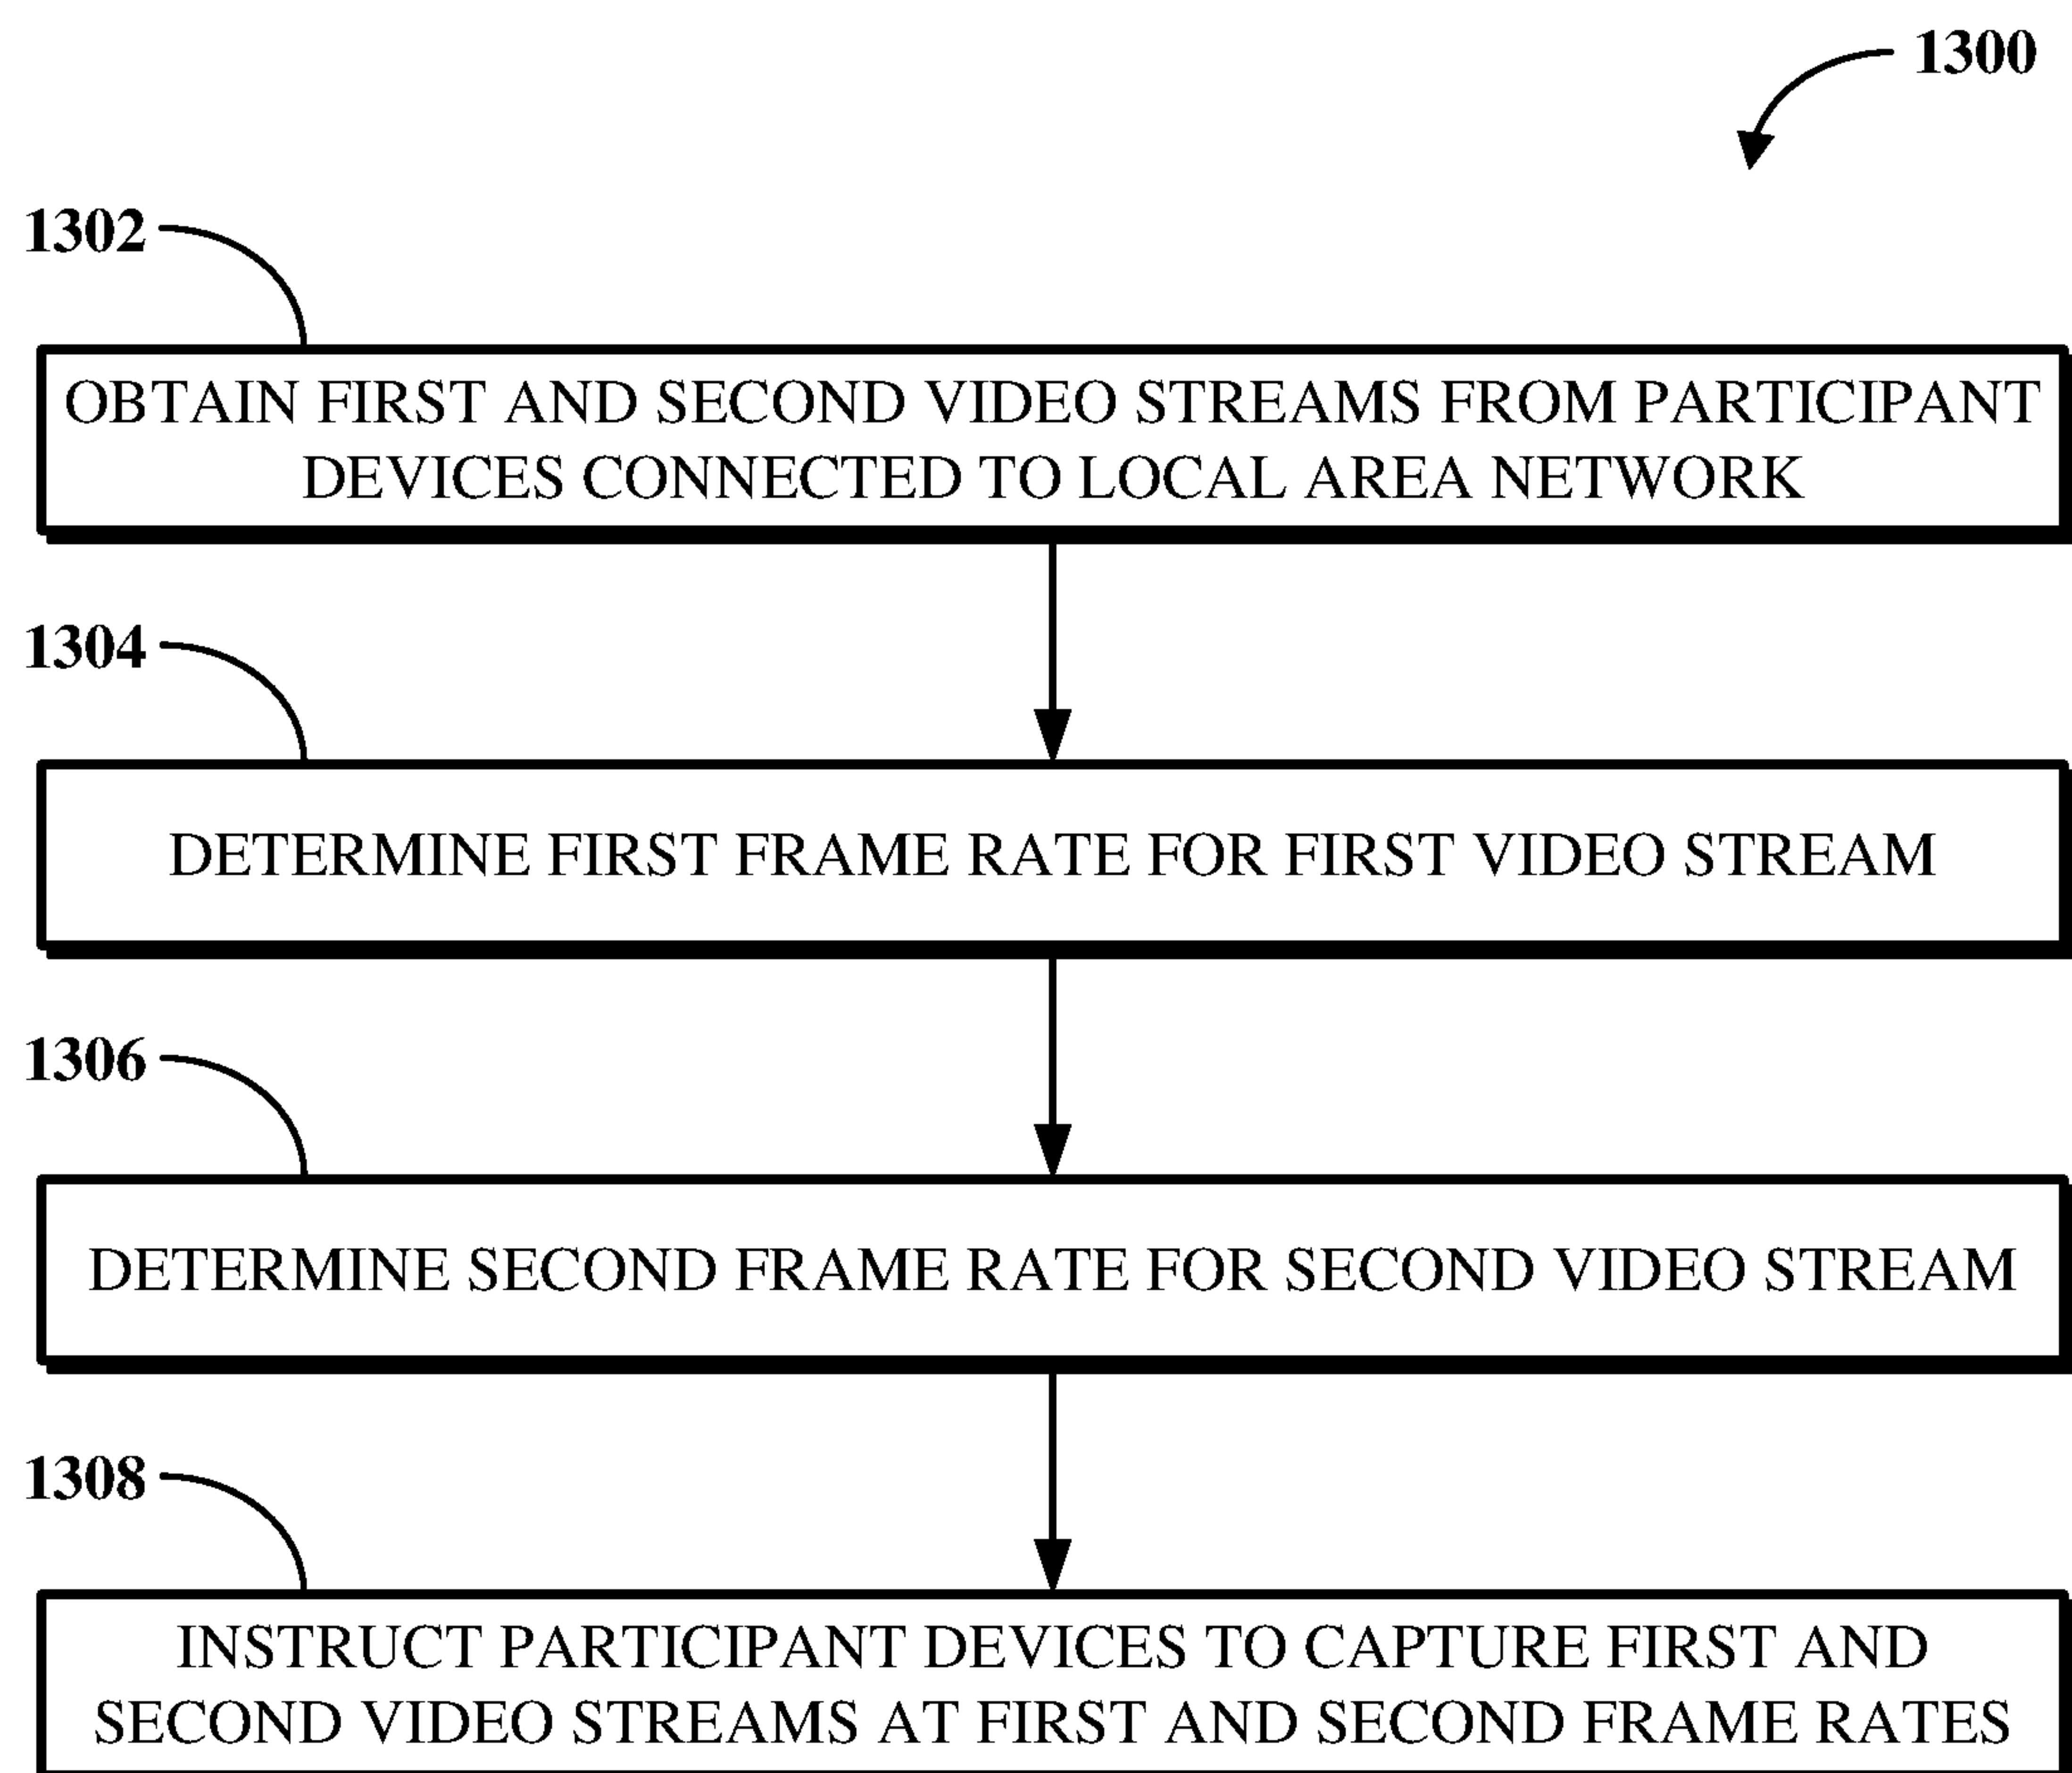 1300
1302
OBTAIN FIRST AND SECOND VIDEO STREAMS FROM PARTICIPANT
DEVICES CONNECTED TO LOCAL AREA NETWORK
1304
DETERMINE FIRST FRAME RATE FOR FIRST VIDEO STREAM
1306
DETERMINE SECOND FRAME RATE FOR SECOND VIDEO STREAM
1308
INSTRUCT PARTICIPANT DEVICES TO CAPTURE FIRST AND
SECOND VIDEO STREAMS AT FIRST AND SECOND FRAME RATES